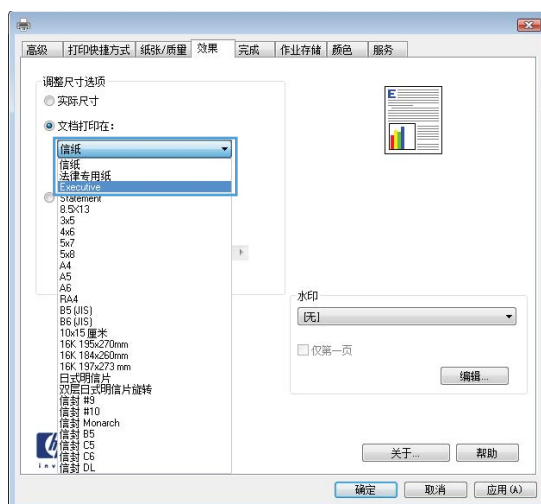 高级 打印快捷方式 纸张/质量 效果 完成 作业存储 颜色 服务
调整尺寸选项
实际尺寸
文档打印在:
信纸
信纸
法律专用纸
Executive
Statement
8.5X13
3x5
4x6
5x7
5x8
A4
A5
A6
RA4
B5 (JIS)
B6 (JIS)
10x15 厘米
16K 195x270mm
16K 184x260mm
16K 197x273 mm
日式明信片
双层日式明信片旋转
信封 #9
信封 #10
信封 Monarch
信封 B5
信封 C5
信封 C6
信封 DL
E
水印
[无]
仅第一页
编辑...
关于...
帮助
inv
确定
取消
应用 (A)